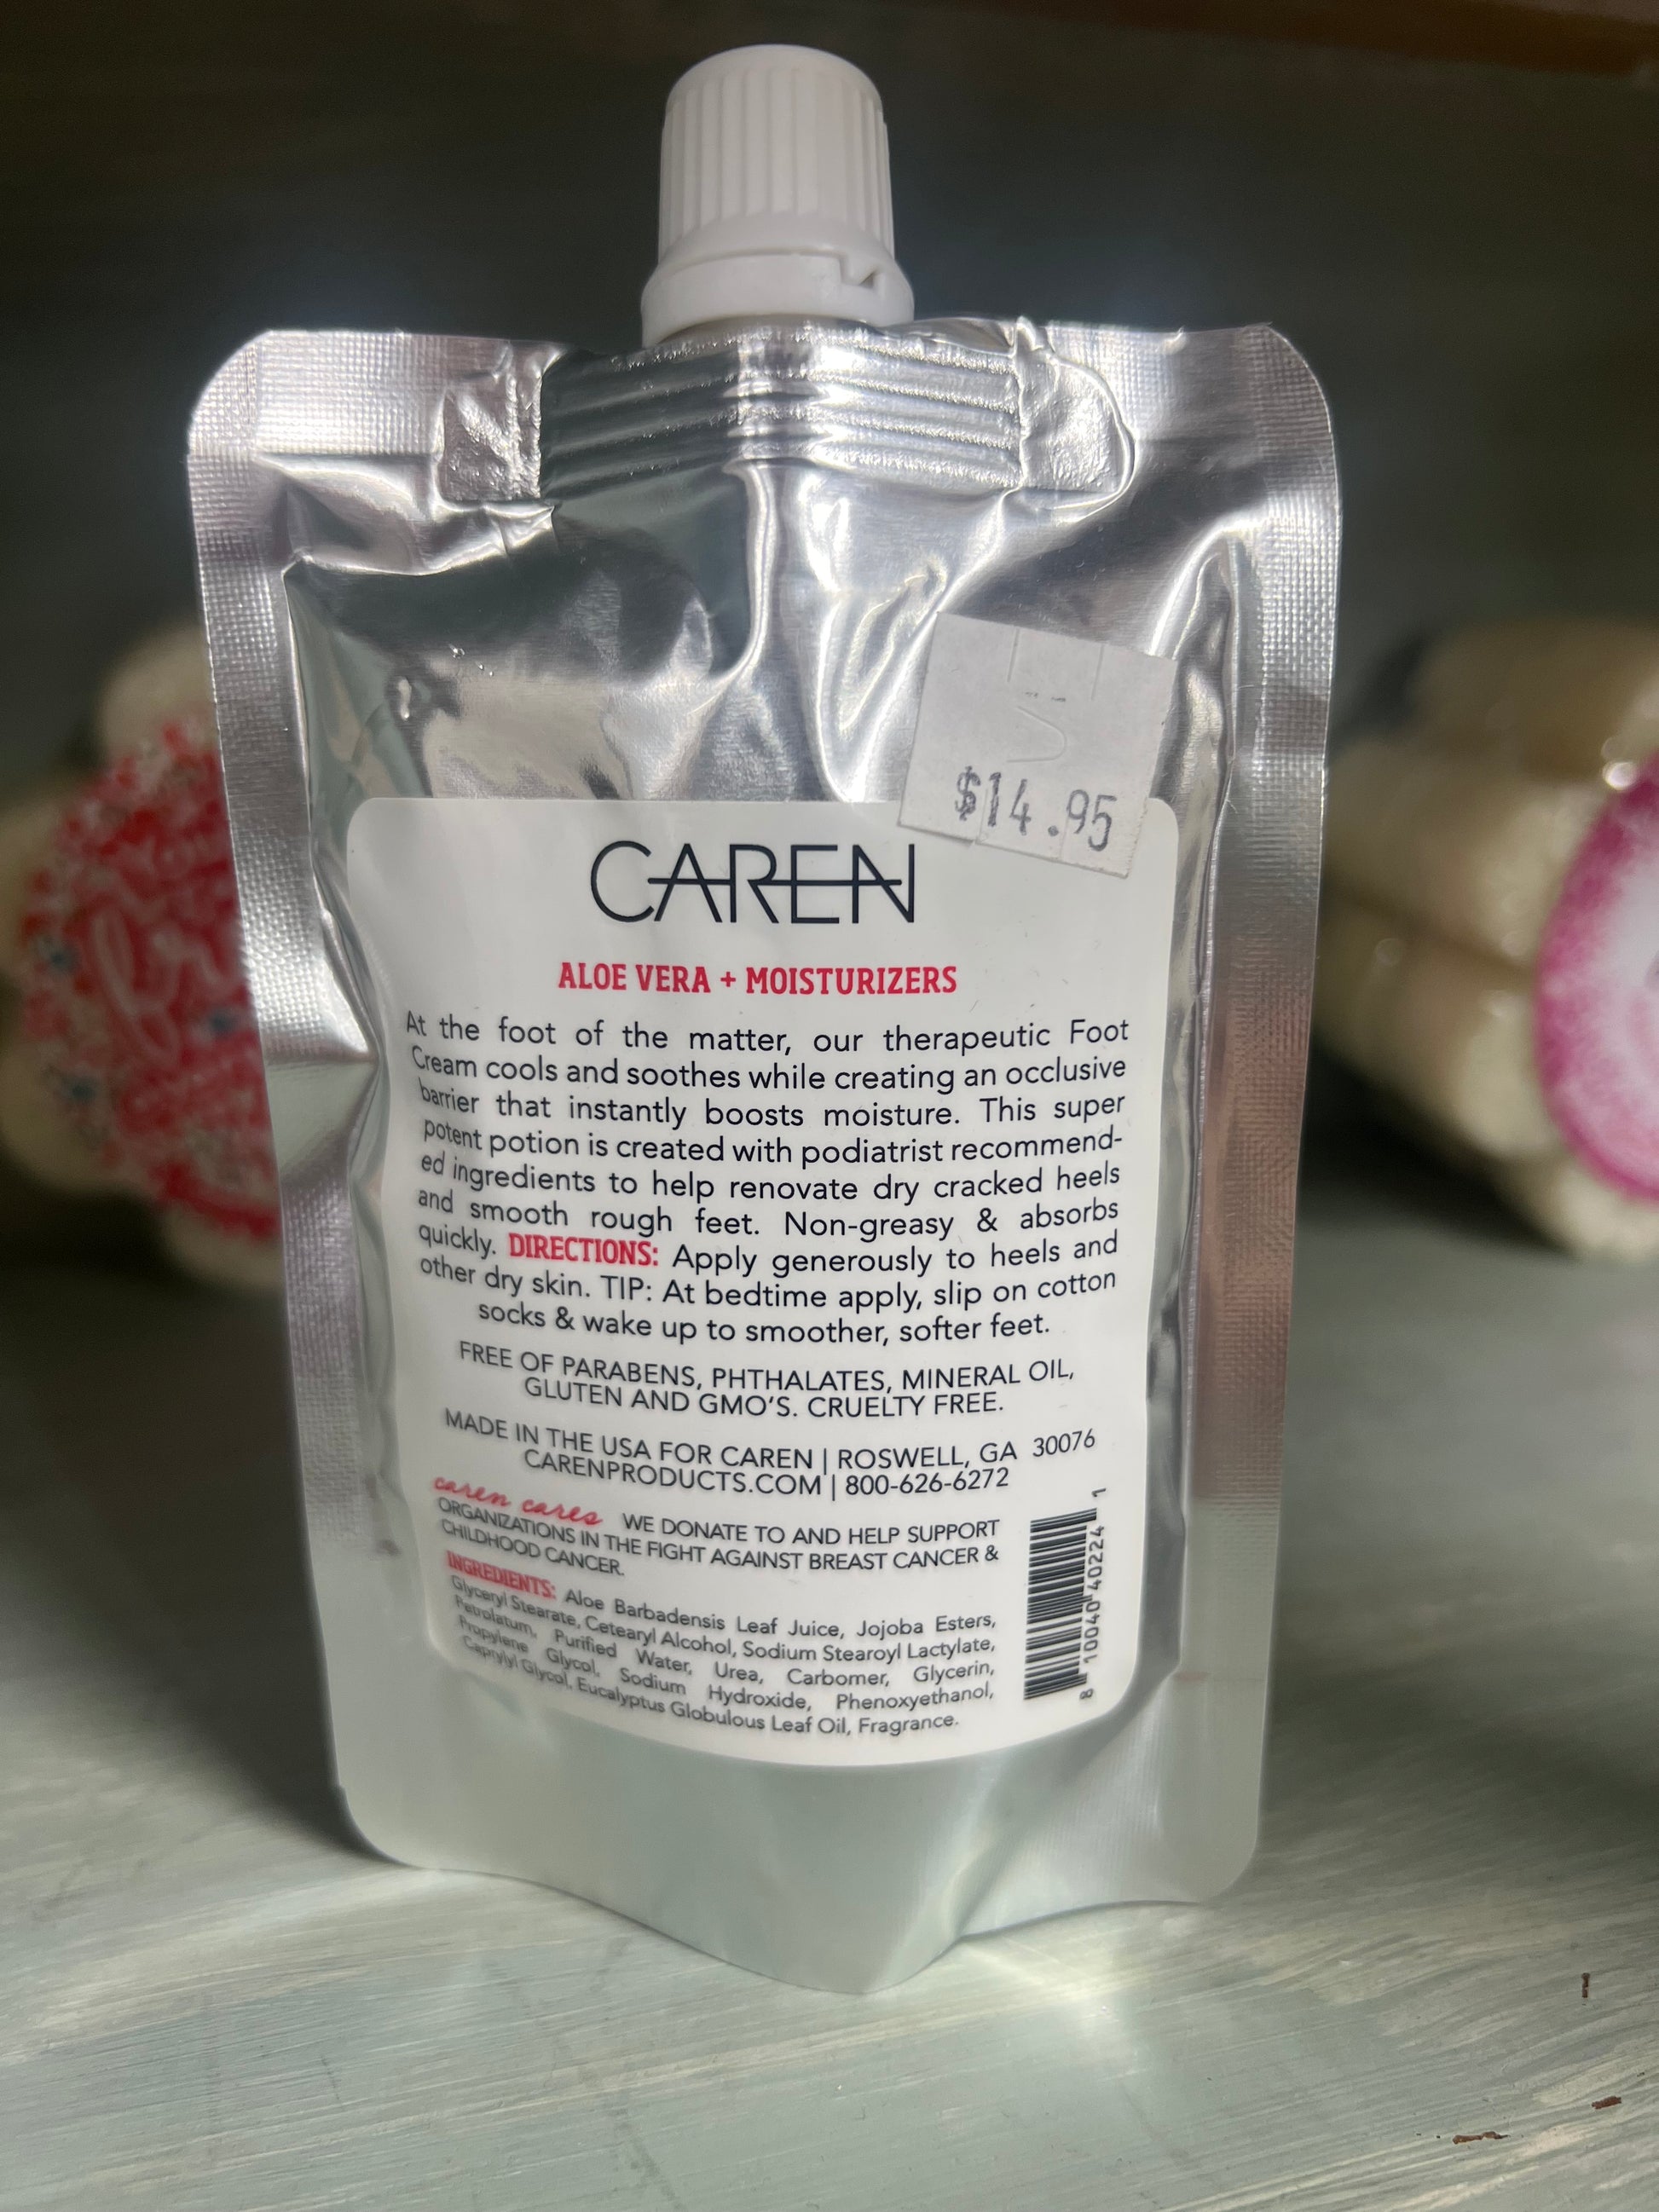 $14.95
CAREN
ALOE VERA + MOISTURIZERS
At the foot of the matter, our therapeutic Foot
Cream cools and soothes while creating an occlusive
barrier that instantly boosts moisture. This super
potent potion is created with podiatrist recommend-
ed ingredients to help renovate dry cracked heels
and smooth rough feet. Non-greasy & absorbs
quickly. DIRECTIONS: Apply generously to heels and
other dry skin. TIP: At bedtime apply, slip on cotton
socks & wake up to smoother, softer feet.
FREE OF PARABENS, PHTHALATES, MINERAL OIL,
GLUTEN AND GMO'S. CRUELTY FREE.
MADE IN THE USA FOR CAREN | ROSWELL, GA 30076
CARENPRODUCTS.COM | 800-626-6272
caren cares WE DONATE TO AND HELP SUPPORT
ORGANIZATIONS IN THE FIGHT AGAINST BREAST CANCER &
CHILDHOOD CANCER.
INGREDIENTS: Aloe Barbadensis Leaf Juice, Jojoba Esters,
Glyceryl Stearate, Cetearyl Alcohol, Sodium Stearoyl Lactylate,
Petrolatum, Purified Water, Urea, Carbomer, Glycerin,
Propylene Glycol, Sodium Hydroxide, Phenoxyethanol,
Caprylyl Glycol, Eucalyptus Globulous Leaf Oil, Fragrance.
8 10040 40224 1